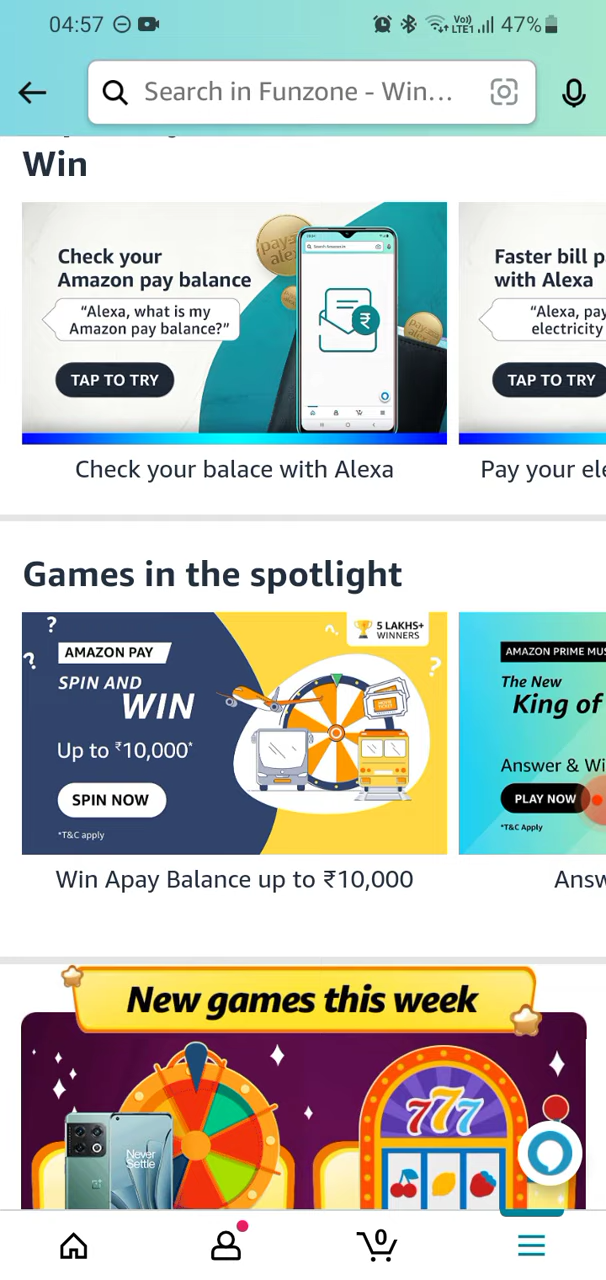 04:57
Vo)) LTE1 47%
Search in Funzone - Win...
Win
Check your
Amazon pay balance
“Alexa, what is my
Amazon pay balance?”
TAP TO TRY
Check your balace with Alexa
Faster bill p
with Alexa
“Alexa, pay
electricity
TAP TO TRY
Pay your ele
Games in the spotlight
5 LAKHS+
WINNERS
AMAZON PAY
SPIN AND
WIN
Up to ₹10,000*
SPIN NOW
*T&C apply
Win Apay Balance up to ₹10,000
AMAZON PRIME MUS
The New
King of
Answer & Wi
PLAY NOW
*T&C Apply
Answ
New games this week
Never
Settle
777
0